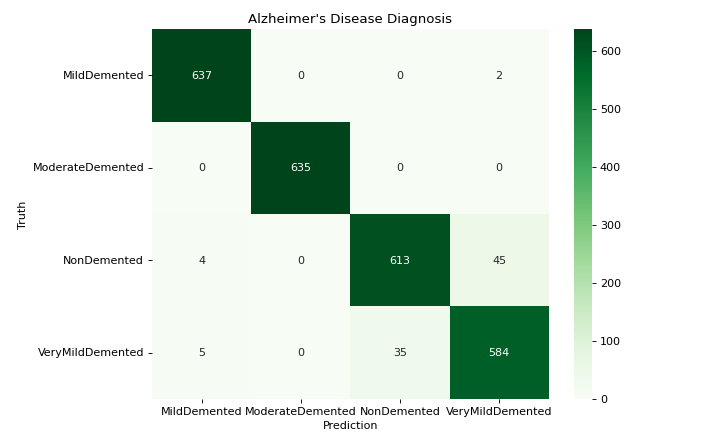 Alzheimer's Disease Diagnosis
MildDemented 637 0 0 2
ModerateDemented 0 635 0 0
NonDemented 4 0 613 45
VeryMildDemented 5 0 35 584
Truth
MildDemented ModerateDemented NonDemented VeryMildDemented
Prediction
600
500
400
300
200
100
0